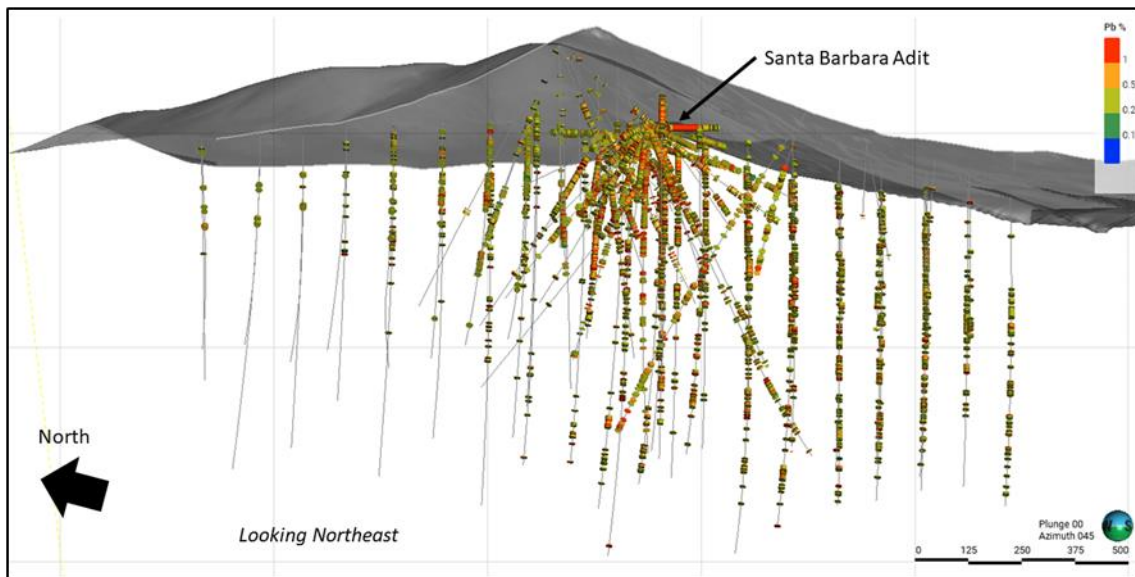 Pb %
Santa Barbara Adit
1
0.5
0.2
0.1
North
Looking Northeast
Plunge 00
Azimuth 045
S
0 125 250 375 500